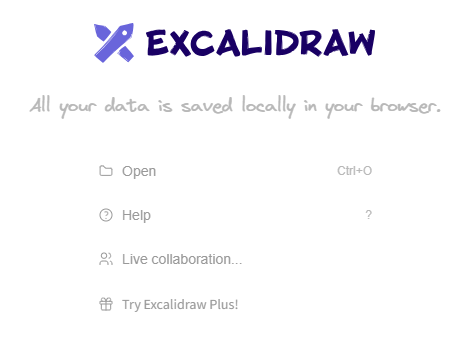 EXCALIDRAW
All your data is saved locally in your browser.
Open Ctrl+O
Help ?
Live collaboration...
Try Excalidraw Plus!